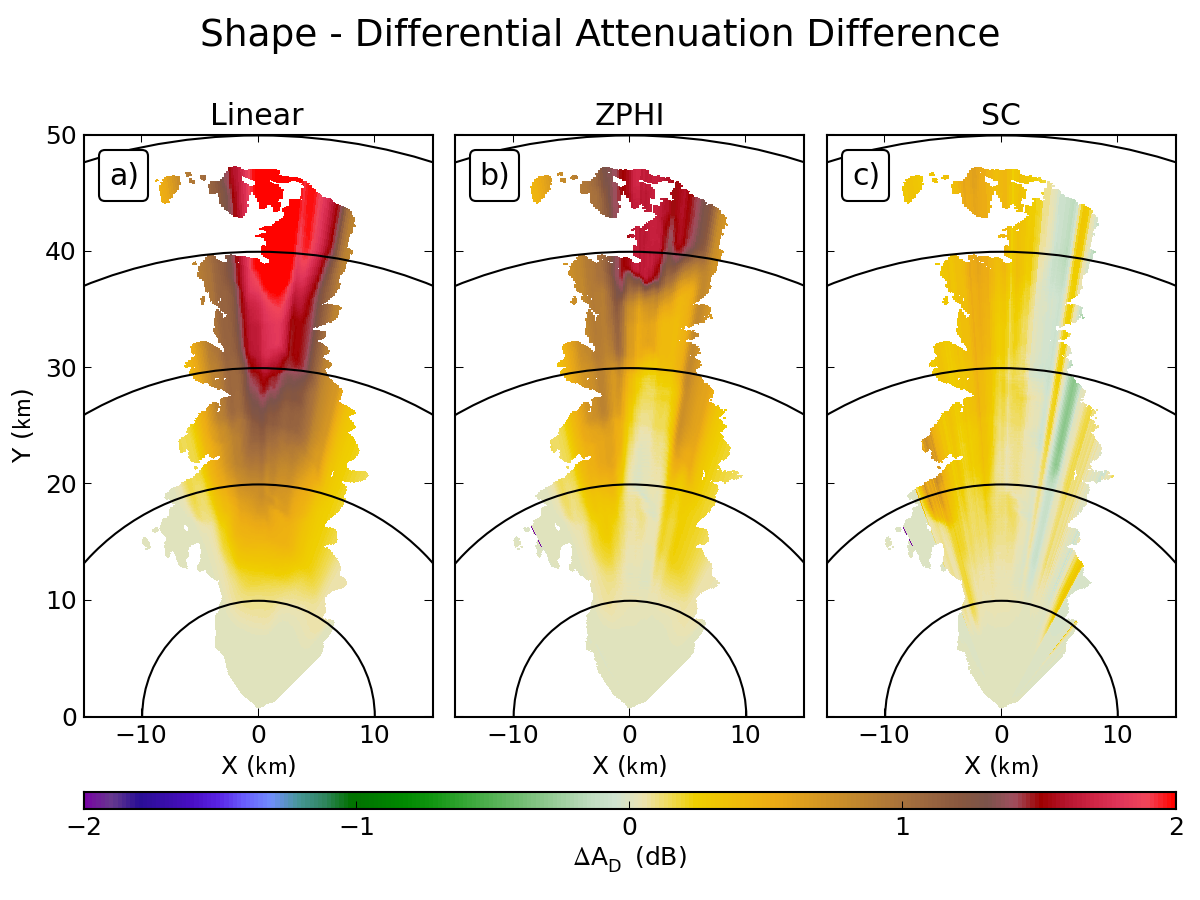 Shape - Differential Attenuation Difference
Linear ZPHI SC
a) b) c)
50
40
30
20
10
0
Y (km)
−10 0 10 −10 0 10 −10 0 10
X (km) X (km) X (km)
−2 −1 0 1 2
ΔA_D (dB)